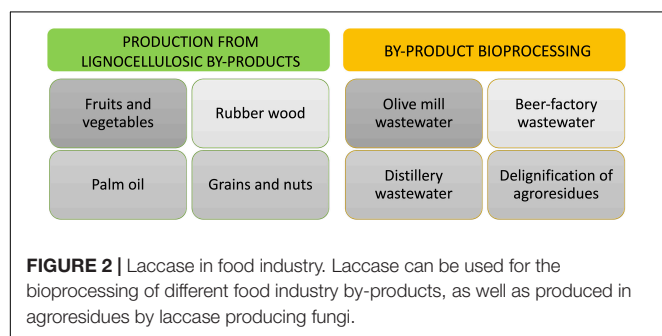 PRODUCTION FROM
LIGNOCELLULOSIC BY-PRODUCTS
BY-PRODUCT BIOPROCESSING
Fruits and
vegetables
Rubber wood
Olive mill
wastewater
Beer-factory
wastewater
Palm oil
Grains and nuts
Distillery
wastewater
Delignification of
agroresidues
FIGURE 2 | Laccase in food industry. Laccase can be used for the
bioprocessing of different food industry by-products, as well as produced in
agroresidues by laccase producing fungi.